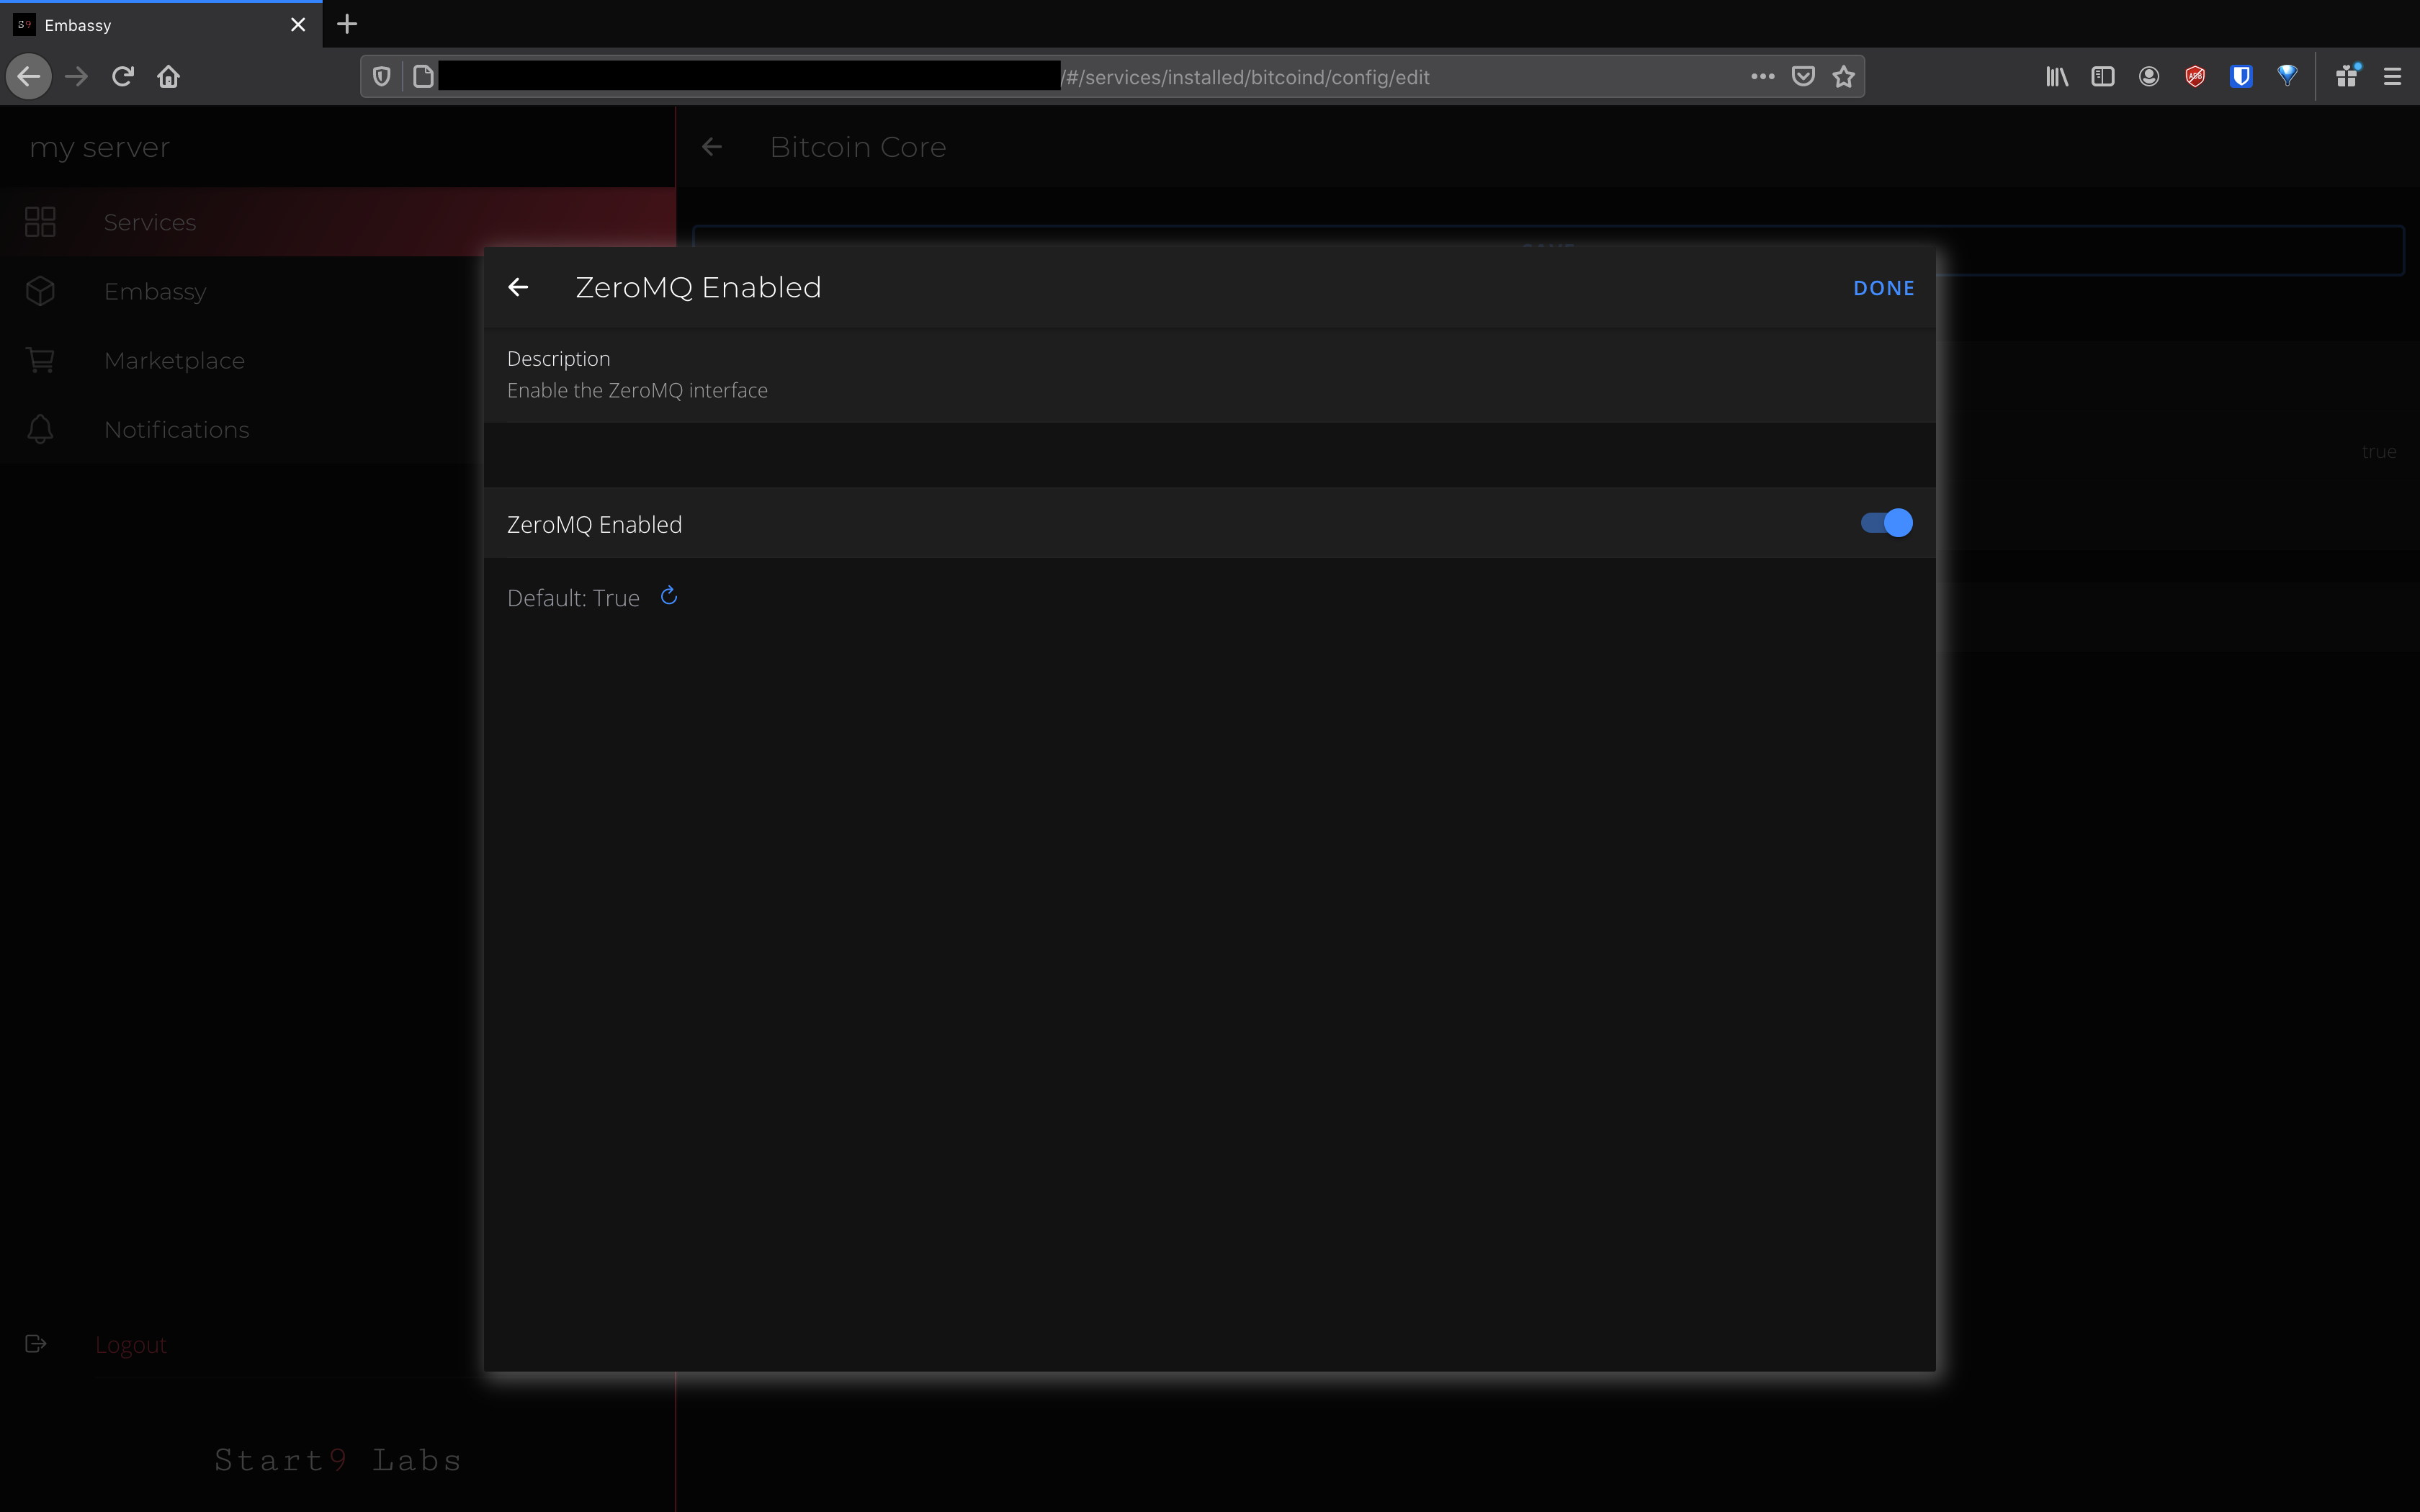 S9 Embassy
/#/services/installed/bitcoind/config/edit
my server
Bitcoin Core
Services
Embassy
Marketplace
Notifications
ZeroMQ Enabled
DONE
Description
Enable the ZeroMQ interface
true
ZeroMQ Enabled
Default: True
Logout
Start9 Labs